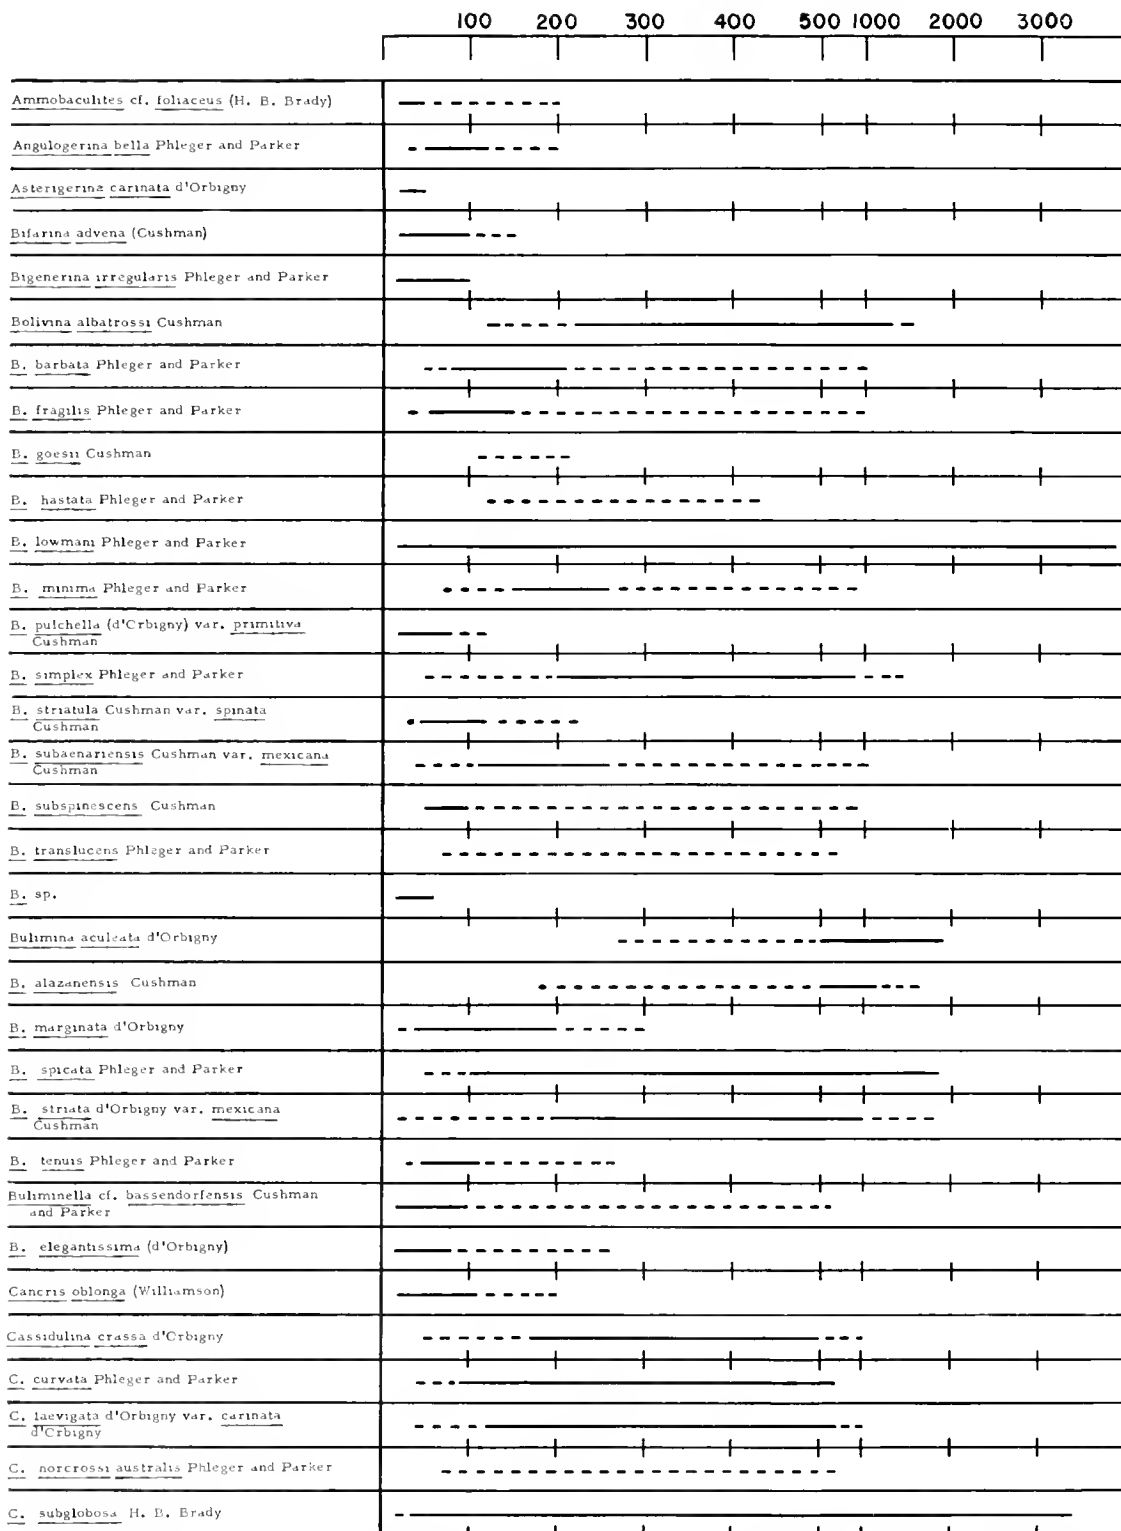 100 200 300 400 500 1000 2000 3000
Ammobaculites cf. foliaceus (H. B. Brady)
Angulogerina bella Phleger and Parker
Asterigerina carinata d'Orbigny
Bifarina advena (Cushman)
Bigenerina irregularis Phleger and Parker
Bolivina albatrossi Cushman
B. barbata Phleger and Parker
B. fragilis Phleger and Parker
B. goesii Cushman
B. hastata Phleger and Parker
B. lowmani Phleger and Parker
B. minima Phleger and Parker
B. pulchella (d'Orbigny) var. primitiva
Cushman
B. simplex Phleger and Parker
B. striatula Cushman var. spinata
Cushman
B. subaenariensis Cushman var. mexicana
Cushman
B. subspinescens Cushman
B. translucens Phleger and Parker
B. sp.
Bulimina aculeata d'Orbigny
B. alazanensis Cushman
B. marginata d'Orbigny
B. spicata Phleger and Parker
B. striata d'Orbigny var. mexicana
Cushman
B. tenuis Phleger and Parker
Buliminella cf. bassendorfensis Cushman
and Parker
B. elegantissima (d'Orbigny)
Cancris oblonga (Williamson)
Cassidulina crassa d'Orbigny
C. curvata Phleger and Parker
C. laevigata d'Orbigny var. carinata
d'Orbigny
C. norcrossi australis Phleger and Parker
C. subglobosa H. B. Brady